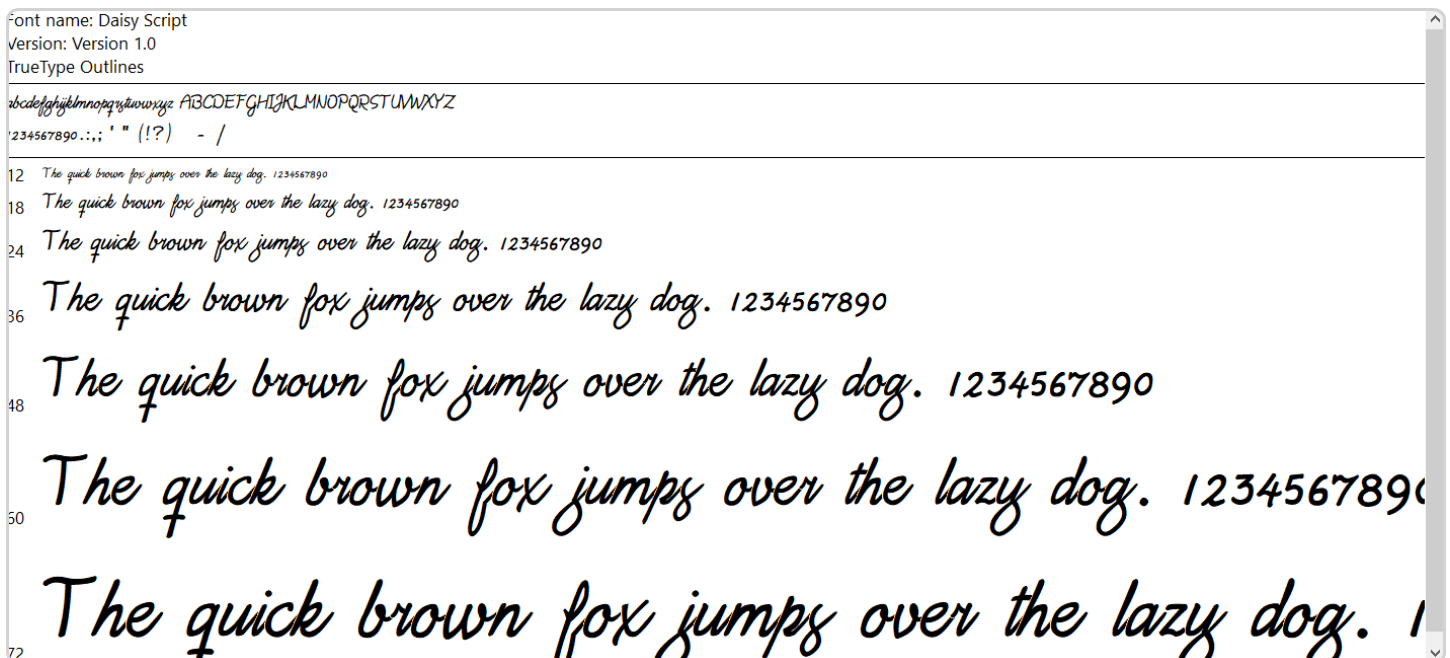 Font name: Daisy Script
Version: Version 1.0
TrueType Outlines
abcdefghijklmnopqrstuvwxyz ABCDEFGHIJKLMNOPQRSTUVWXYZ
1234567890.:,; ' " (!?) - /
12 The quick brown fox jumps over the lazy dog. 1234567890
18 The quick brown fox jumps over the lazy dog. 1234567890
24 The quick brown fox jumps over the lazy dog. 1234567890
36 The quick brown fox jumps over the lazy dog. 1234567890
48 The quick brown fox jumps over the lazy dog. 1234567890
60 The quick brown fox jumps over the lazy dog. 1234567890
72 The quick brown fox jumps over the lazy dog. 1